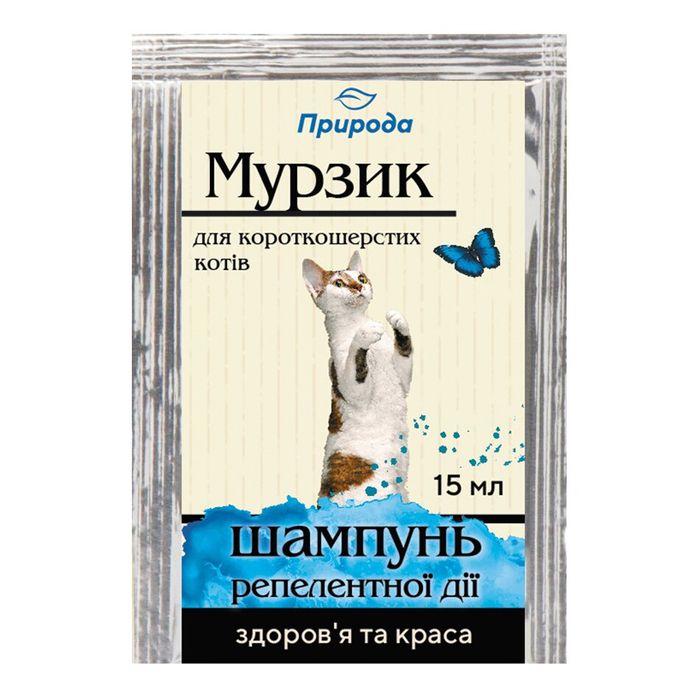 Природа
Мурзик
для короткошерстих
котів
15 мл
шампунь
репелентної дії
здоров'я та краса